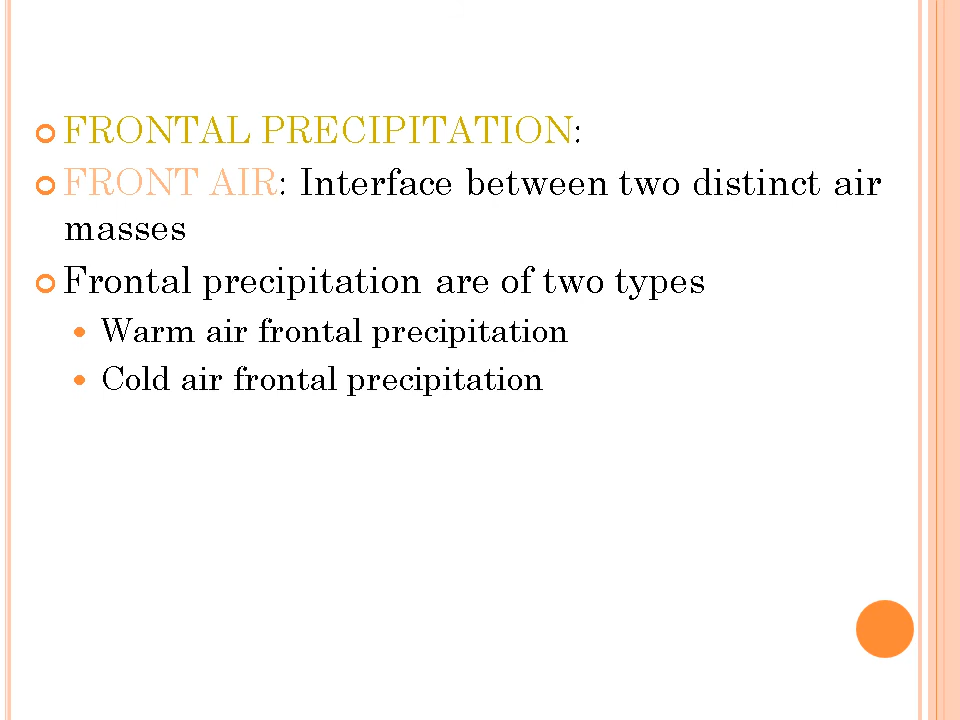 FRONTAL PRECIPITATION:
FRONT AIR: Interface between two distinct air
masses
Frontal precipitation are of two types
Warm air frontal precipitation
Cold air frontal precipitation